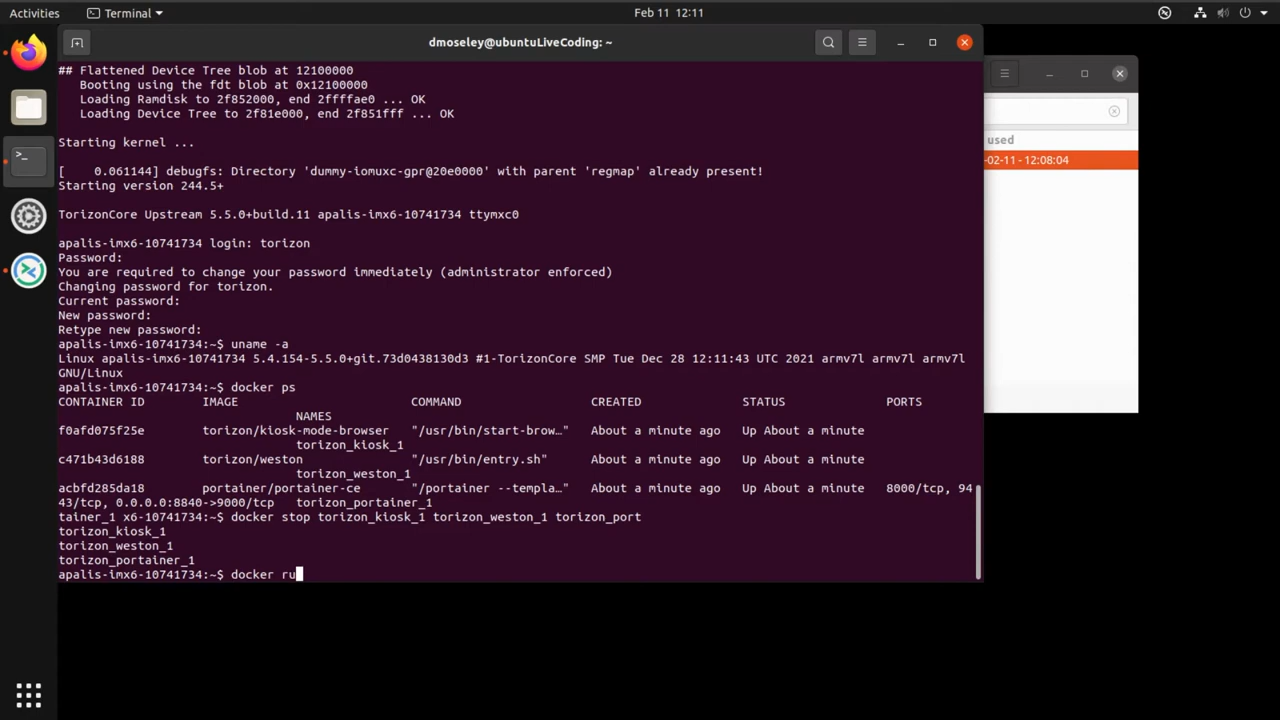 Activities
Terminal
Feb 11 12:11
dmoseley@ubuntuLiveCoding: ~
## Flattened Device Tree blob at 12100000
Booting using the fdt blob at 0x12100000
Loading Ramdisk to 2f852000, end 2ffffae0 ... OK
Loading Device Tree to 2f81e000, end 2f851fff ... OK
Starting kernel ...
[    0.061144] debugfs: Directory 'dummy-iomuxc-gpr@20e0000' with parent 'regmap' already present!
Starting version 244.5+
TorizonCore Upstream 5.5.0+build.11 apalis-imx6-10741734 ttymxc0
apalis-imx6-10741734 login: torizon
Password:
You are required to change your password immediately (administrator enforced)
Changing password for torizon.
Current password:
New password:
Retype new password:
apalis-imx6-10741734:~$ uname -a
Linux apalis-imx6-10741734 5.4.154-5.5.0+git.73d0438130d3 #1-TorizonCore SMP Tue Dec 28 12:11:43 UTC 2021 armv7l armv7l armv7l
GNU/Linux
apalis-imx6-10741734:~$ docker ps
CONTAINER ID IMAGE COMMAND CREATED STATUS PORTS
NAMES
f0afd075f25e torizon/kiosk-mode-browser "/usr/bin/start-brow…" About a minute ago Up About a minute
torizon_kiosk_1
c471b43d6188 torizon/weston "/usr/bin/entry.sh" About a minute ago Up About a minute
torizon_weston_1
acbfd285da18 portainer/portainer-ce "/portainer --templa…" About a minute ago Up About a minute 8000/tcp, 94
43/tcp, 0.0.0.0:8840->9000/tcp torizon_portainer_1
tainer_1 x6-10741734:~$ docker stop torizon_kiosk_1 torizon_weston_1 torizon_port
torizon_kiosk_1
torizon_weston_1
torizon_portainer_1
apalis-imx6-10741734:~$ docker ru
used
-02-11 - 12:08:04